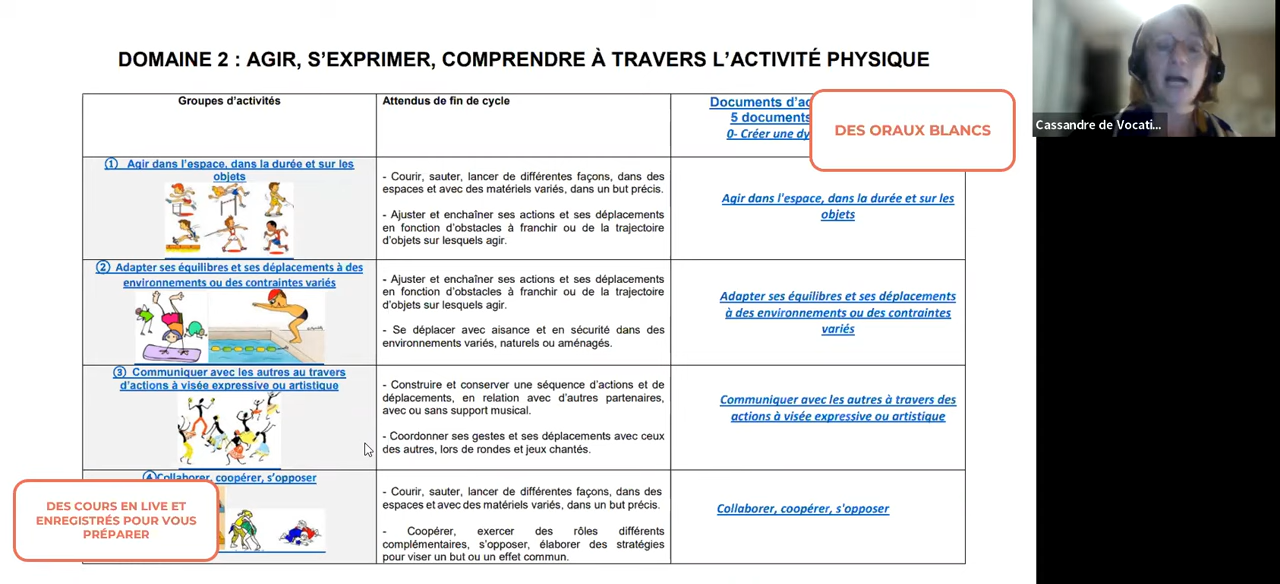 DOMAINE 2 : AGIR, S'EXPRIMER, COMPRENDRE À TRAVERS L'ACTIVITÉ PHYSIQUE
Groupes d'activités
Attendus de fin de cycle
Documents d'ac
5 documents
0- Créer une dy
DES ORAUX BLANCS
Cassandre de Vocati...
① Agir dans l'espace, dans la durée et sur les
objets
- Courir, sauter, lancer de différentes façons, dans des
espaces et avec des matériels variés, dans un but précis.
- Ajuster et enchaîner ses actions et ses déplacements
en fonction d'obstacles à franchir ou de la trajectoire
d'objets sur lesquels agir.
Agir dans l'espace, dans la durée et sur les
objets
② Adapter ses équilibres et ses déplacements à des
environnements ou des contraintes variés
- Ajuster et enchaîner ses actions et ses déplacements
en fonction d'obstacles à franchir ou de la trajectoire
d'objets sur lesquels agir.
- Se déplacer avec aisance et en sécurité dans des
environnements variés, naturels ou aménagés.
Adapter ses équilibres et ses déplacements
à des environnements ou des contraintes
variés
③ Communiquer avec les autres au travers
d'actions à visée expressive ou artistique
- Construire et conserver une séquence d'actions et de
déplacements, en relation avec d'autres partenaires,
avec ou sans support musical.
- Coordonner ses gestes et ses déplacements avec ceux
des autres, lors de rondes et jeux chantés.
Communiquer avec les autres à travers des
actions à visée expressive ou artistique
④ Collaborer, coopérer, s'opposer
- Courir, sauter, lancer de différentes façons, dans des
espaces et avec des matériels variés, dans un but précis.
- Coopérer, exercer des rôles différents
complémentaires, s'opposer, élaborer des stratégies
pour viser un but ou un effet commun.
Collaborer, coopérer, s'opposer
DES COURS EN LIVE ET
ENREGISTRÉS POUR VOUS
PRÉPARER